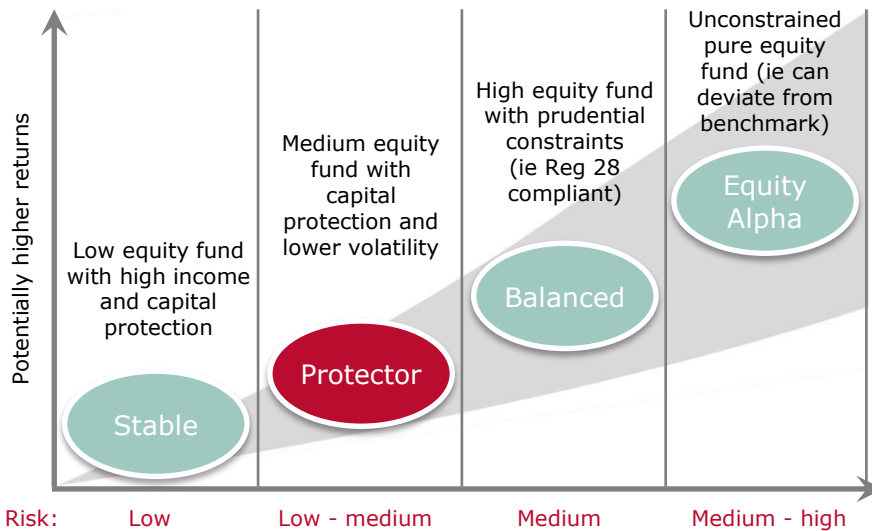 Potentially higher returns
Low equity fund
with high income
and capital
protection
Stable
Medium equity
fund with
capital
protection and
lower volatility
Protector
High equity fund
with prudential
constraints
(ie Reg 28
compliant)
Balanced
Unconstrained
pure equity
fund (ie can
deviate from
benchmark)
Equity
Alpha
Risk: Low Low - medium Medium Medium - high